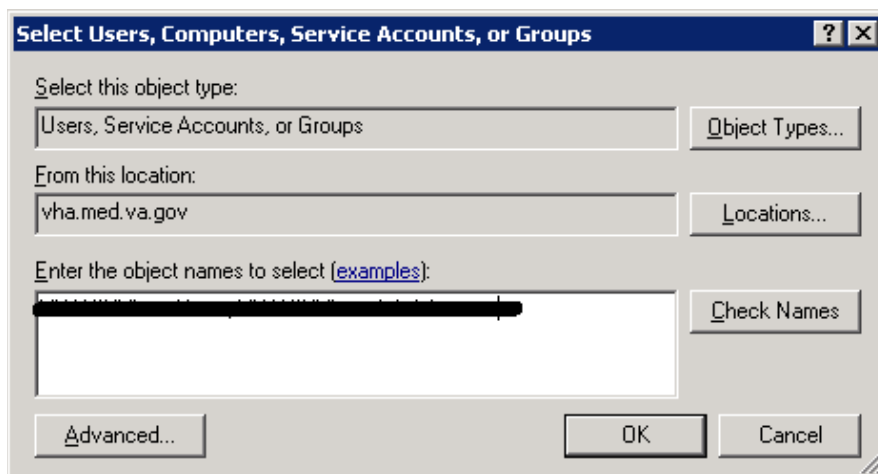 Select Users, Computers, Service Accounts, or Groups
Select this object type:
Users, Service Accounts, or Groups
Object Types...
From this location:
vha.med.va.gov
Locations...
Enter the object names to select (examples):
Check Names
Advanced...
OK
Cancel